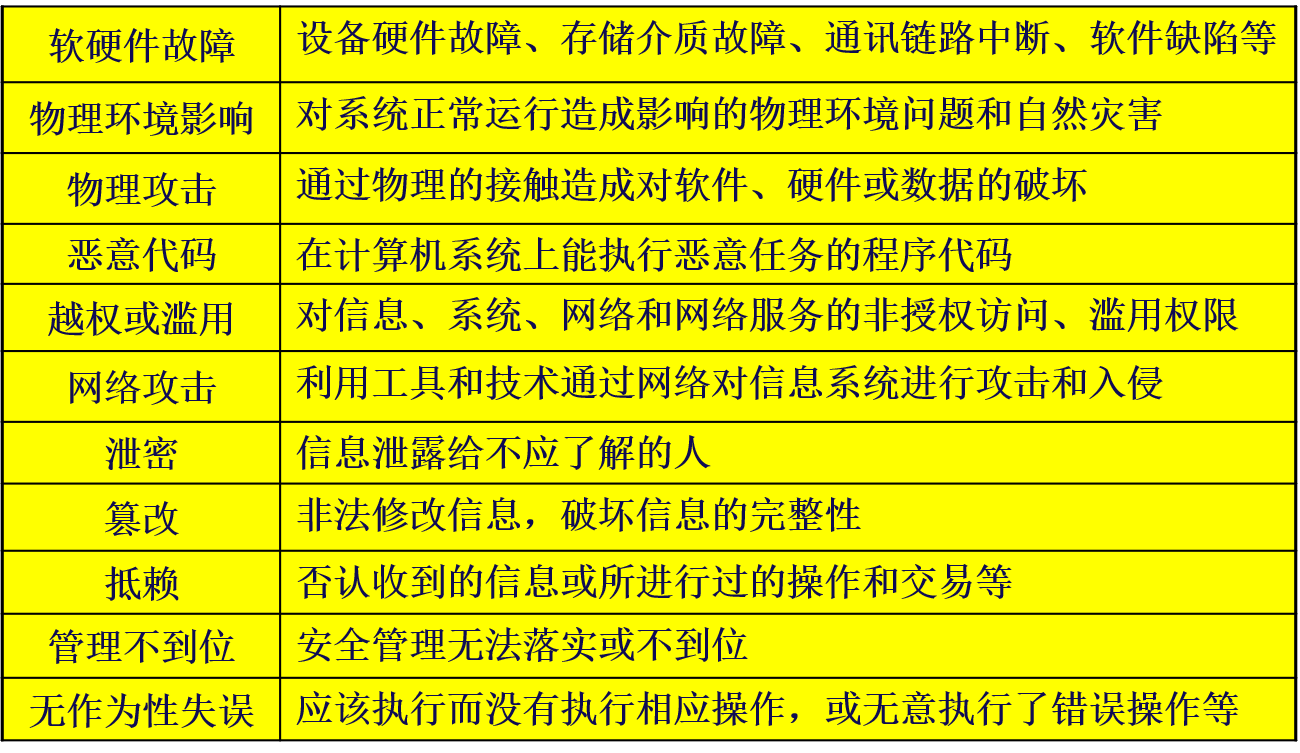 软硬件故障
设备硬件故障、存储介质故障、通讯链路中断、软件缺陷等
物理环境影响
对系统正常运行造成影响的物理环境问题和自然灾害
物理攻击
通过物理的接触造成对软件、硬件或数据的破坏
恶意代码
在计算机系统上能执行恶意任务的程序代码
越权或滥用
对信息、系统、网络和网络服务的非授权访问、滥用权限
网络攻击
利用工具和技术通过网络对信息系统进行攻击和入侵
泄密
信息泄露给不应了解的人
篡改
非法修改信息，破坏信息的完整性
抵赖
否认收到的信息或所进行过的操作和交易等
管理不到位
安全管理无法落实或不到位
无作为性失误
应该执行而没有执行相应操作，或无意执行了错误操作等